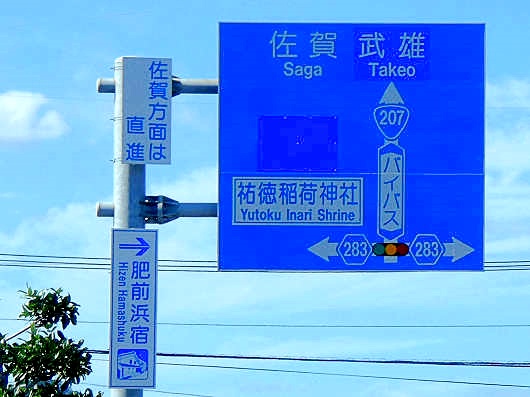 佐賀 武雄
Saga Takeo
207
バイパス
祐徳稲荷神社
Yutoku Inari Shrine
283 283
佐賀方面は
直進
肥前浜宿
Hizen Hamashuku